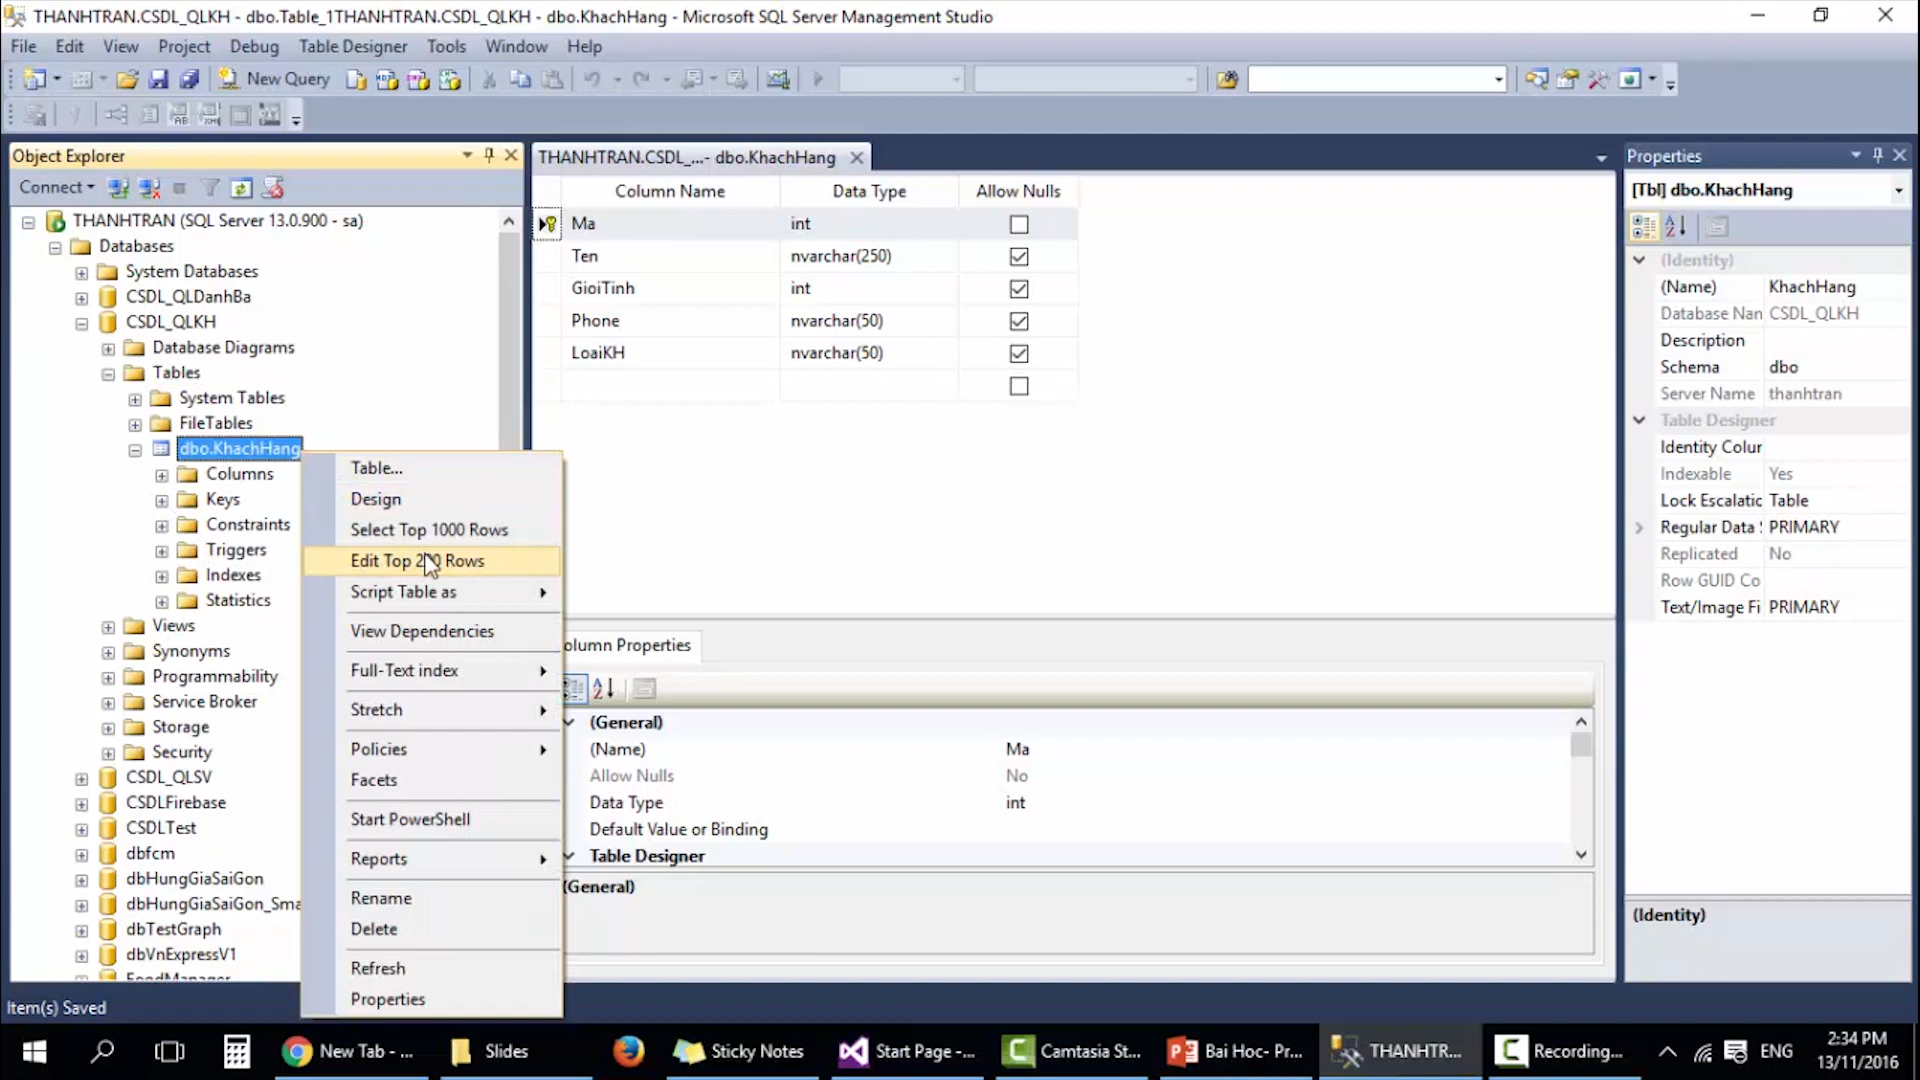 THANHTRAN.CSDL_QLKH - dbo.Table_1THANHTRAN.CSDL_QLKH - dbo.KhachHang - Microsoft SQL Server Management Studio
File Edit View Project Debug Table Designer Tools Window Help
New Query
Object Explorer
Connect
THANHTRAN (SQL Server 13.0.900 - sa)
Databases
System Databases
CSDL_QLDanhBa
CSDL_QLKH
Database Diagrams
Tables
System Tables
FileTables
dbo.KhachHang
Columns
Keys
Constraints
Triggers
Indexes
Statistics
Views
Synonyms
Programmability
Service Broker
Storage
Security
CSDL_QLSV
CSDLFirebase
CSDLTest
dbfcm
dbHungGiaSaiGon
dbHungGiaSaiGon_Sma
dbTestGraph
dbVnExpressV1
FoodManager
Table...
Design
Select Top 1000 Rows
Edit Top 200 Rows
Script Table as
View Dependencies
Full-Text index
Stretch
Policies
Facets
Start PowerShell
Reports
Rename
Delete
Refresh
Properties
THANHTRAN.CSDL_...- dbo.KhachHang
Column Name Data Type Allow Nulls
Ma int
Ten nvarchar(250)
GioiTinh int
Phone nvarchar(50)
LoaiKH nvarchar(50)
olumn Properties
(General)
(Name) Ma
Allow Nulls No
Data Type int
Default Value or Binding
Table Designer
(General)
Properties
[Tbl] dbo.KhachHang
(Identity)
(Name) KhachHang
Database Nan CSDL_QLKH
Description
Schema dbo
Server Name thanhtran
Table Designer
Identity Colur
Indexable Yes
Lock Escalatic Table
Regular Data PRIMARY
Replicated No
Row GUID Co
Text/Image Fi PRIMARY
(Identity)
Item(s) Saved
New Tab - ...
Slides
Sticky Notes
Start Page -...
Camtasia St...
Bai Hoc- Pr...
THANHTR...
Recording...
ENG
2:34 PM
13/11/2016